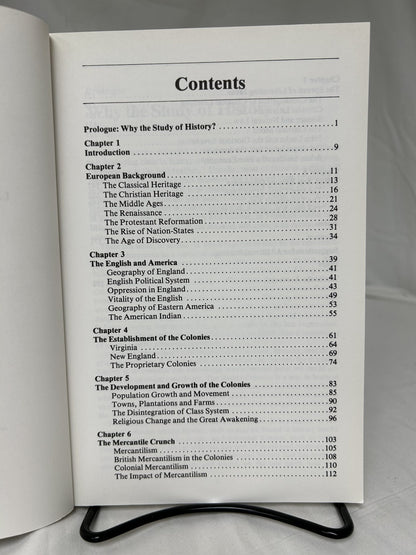 Contents
Prologue: Why the Study of History? 1
Chapter 1
Introduction 9
Chapter 2
European Background 11
The Classical Heritage 13
The Christian Heritage 16
The Middle Ages 21
The Renaissance 24
The Protestant Reformation 28
The Rise of Nation-States 31
The Age of Discovery 34
Chapter 3
The English and America 39
Geography of England 41
English Political System 41
Oppression in England 43
Vitality of the English 49
Geography of Eastern America 53
The American Indian 55
Chapter 4
The Establishment of the Colonies 61
Virginia 64
New England 69
The Proprietary Colonies 74
Chapter 5
The Development and Growth of the Colonies 83
Population Growth and Movement 85
Towns, Plantations and Farms 90
The Disintegration of Class System 92
Religious Change and the Great Awakening 96
Chapter 6
The Mercantile Crunch 103
Mercantilism 105
British Mercantilism in the Colonies 108
Colonial Mercantilism 110
The Impact of Mercantilism 112